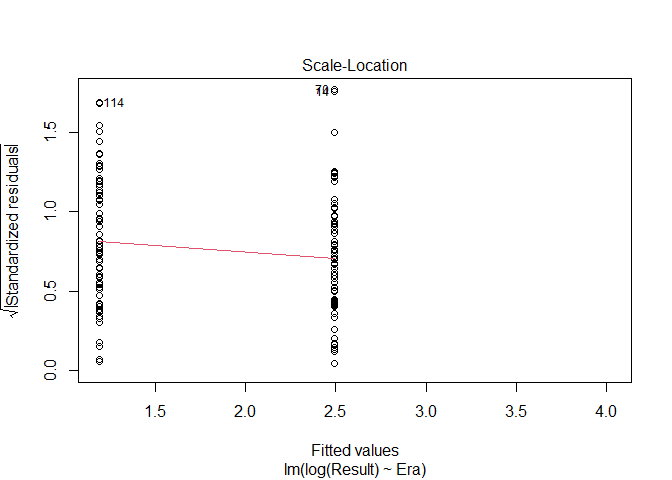 Scale-Location
√|Standardized residuals|
0.0 0.5 1.0 1.5
114
14
1.5 2.0 2.5 3.0 3.5 4.0
Fitted values
lm(log(Result) ~ Era)